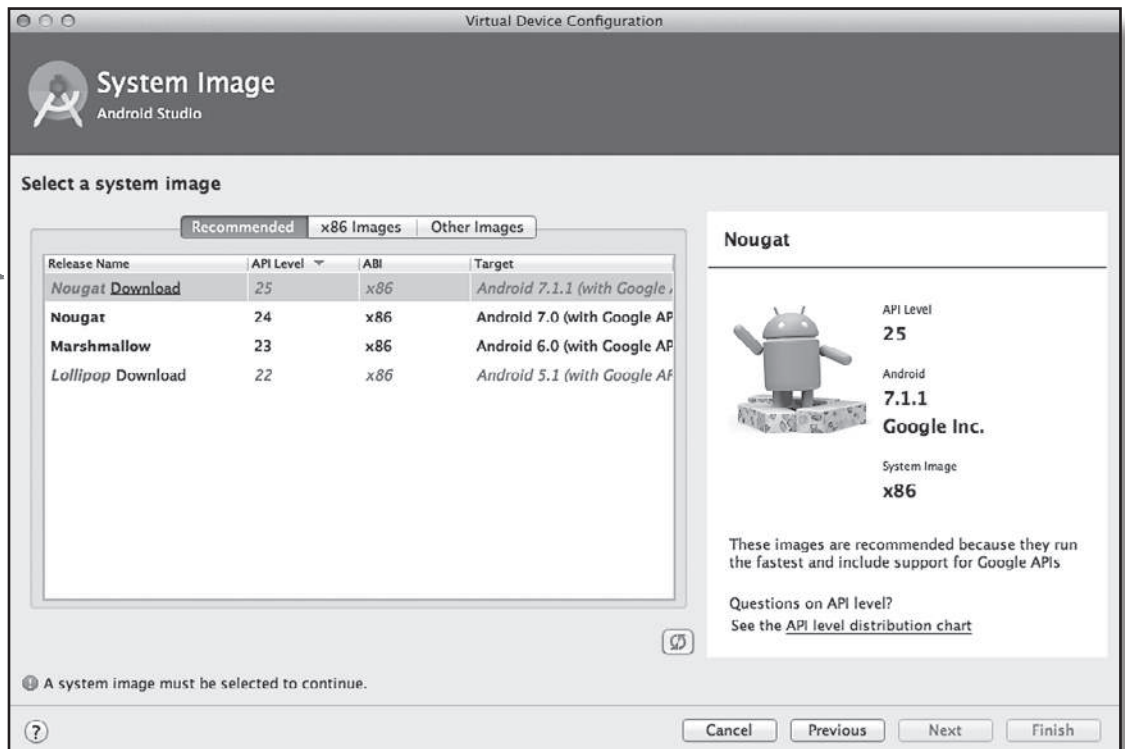 Virtual Device Configuration
System Image
Android Studio
Select a system image
Recommended x86 Images Other Images
Release Name API Level ABI Target
Nougat Download 25 x86 Android 7.1.1 (with Google
Nougat 24 x86 Android 7.0 (with Google AP
Marshmallow 23 x86 Android 6.0 (with Google AP
Lollipop Download 22 x86 Android 5.1 (with Google
A system image must be selected to continue.
Nougat
API Level
25
Android
7.1.1
Google Inc.
System Image
x86
These images are recommended because they run
the fastest and include support for Google APIs
Questions on API level?
See the API level distribution chart
? Cancel Previous Next Finish